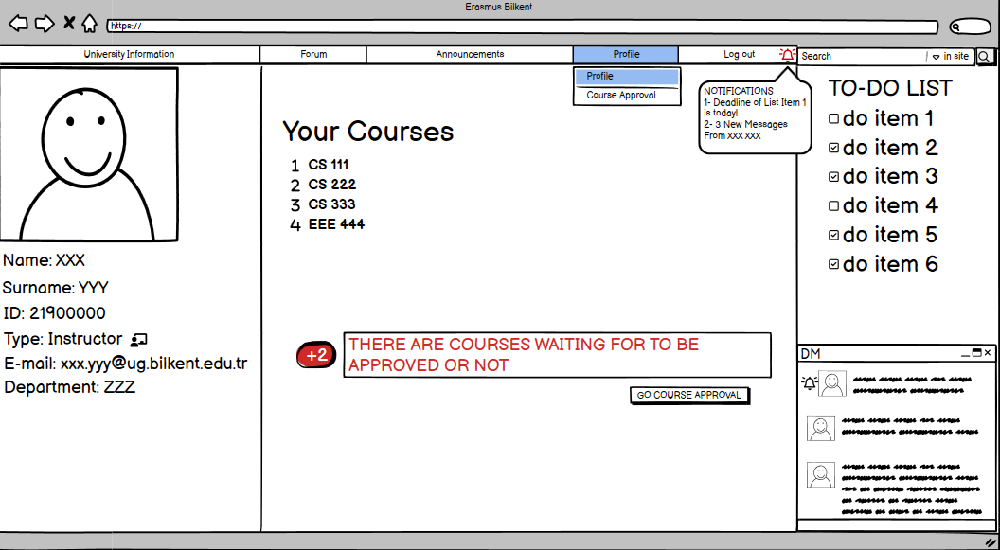 Erasmus Bilkent
https://
University Information
Forum
Announcements
Profile
Log out
Search
in site
Profile
Course Approval
NOTIFICATIONS
1- Deadline of List Item 1
is today!
2- 3 New Messages
From XXX XXX
TO-DO LIST
do item 1
do item 2
do item 3
do item 4
do item 5
do item 6
Your Courses
1 CS 111
2 CS 222
3 CS 333
4 EEE 444
Name: XXX
Surname: YYY
ID: 21900000
Type: Instructor
E-mail: xxx.yyy@ug.bilkent.edu.tr
Department: ZZZ
+2
THERE ARE COURSES WAITING FOR TO BE
APPROVED OR NOT
GO COURSE APPROVAL
DM